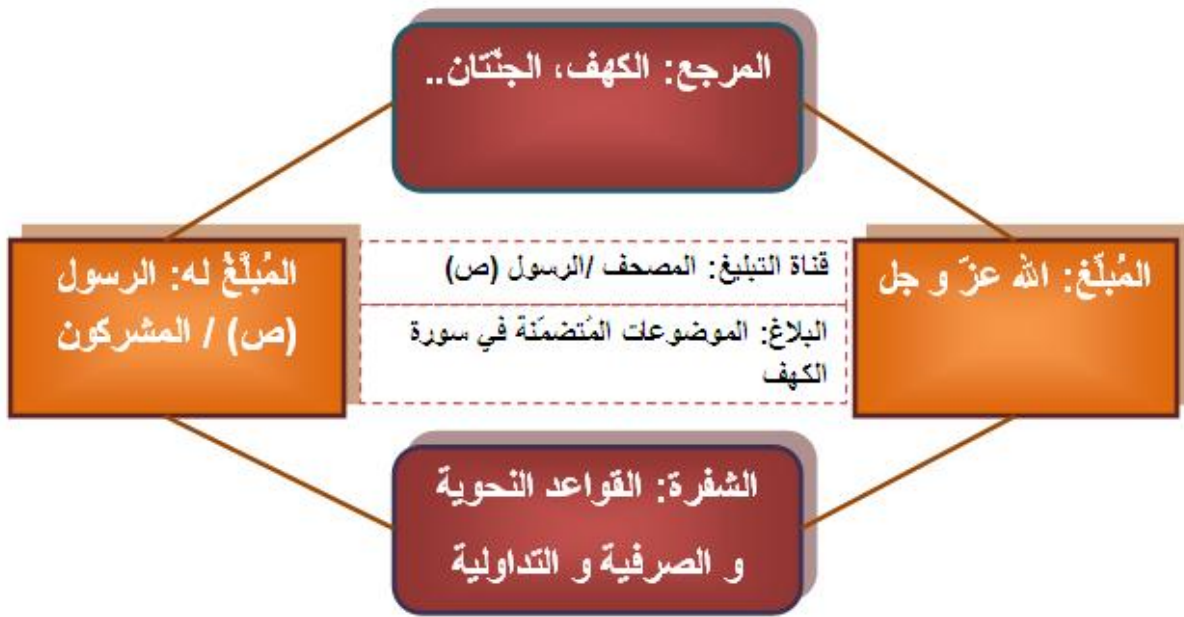 المرجع: الكهف، الجنّتان..
المُبلّغ: الله عزّ و جل
قناة التبليغ: المصحف /الرسول (ص)
البلاغ: الموضوعات المُتضمّنة في سورة
الكهف
المُبلَّغُ له: الرسول
(ص) / المشركون
الشفرة: القواعد النحوية
و الصرفية و التداولية